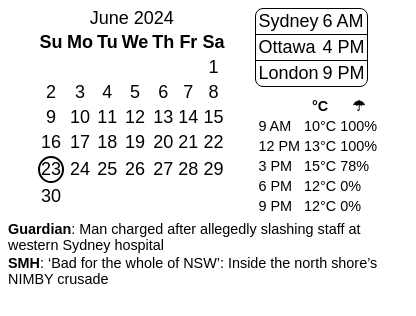 June 2024
Su Mo Tu We Th Fr Sa
1
2 3 4 5 6 7 8
9 10 11 12 13 14 15
16 17 18 19 20 21 22
23 24 25 26 27 28 29
30
Sydney 6 AM
Ottawa 4 PM
London 9 PM
°C ☂
9 AM 10°C 100%
12 PM 13°C 100%
3 PM 15°C 78%
6 PM 12°C 0%
9 PM 12°C 0%
Guardian: Man charged after allegedly slashing staff at
western Sydney hospital
SMH: ‘Bad for the whole of NSW’: Inside the north shore’s
NIMBY crusade